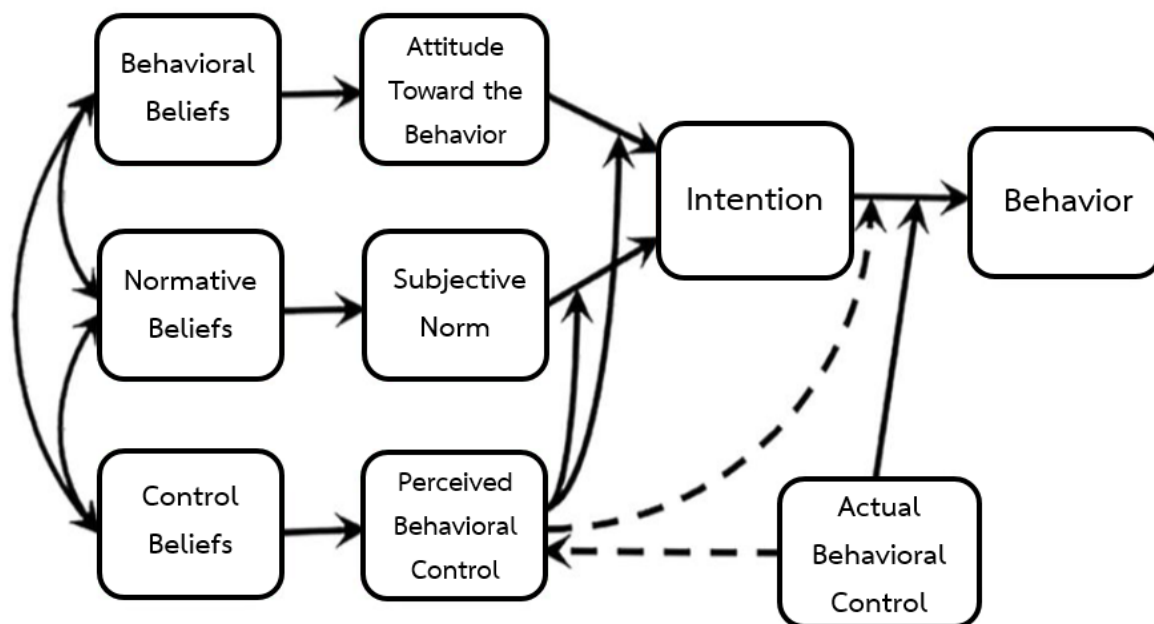 Behavioral
Beliefs
Attitude
Toward the
Behavior
Intention
Behavior
Normative
Beliefs
Subjective
Norm
Control
Beliefs
Perceived
Behavioral
Control
Actual
Behavioral
Control